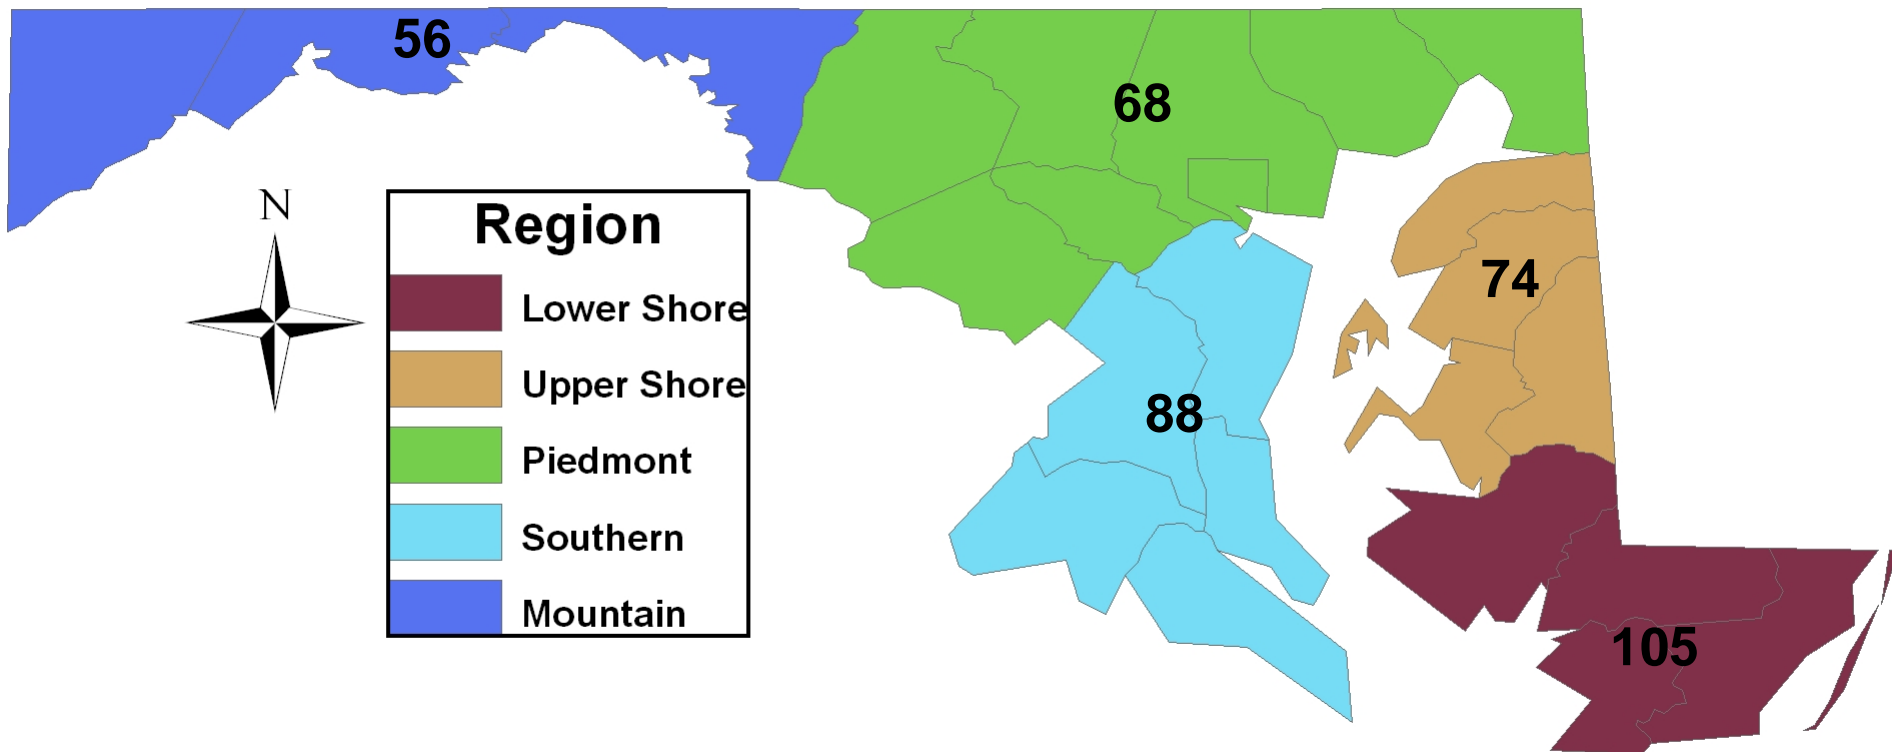 56
68
N
Region
74
Lower Shore
Upper Shore
88
Piedmont
Southern
Mountain
105